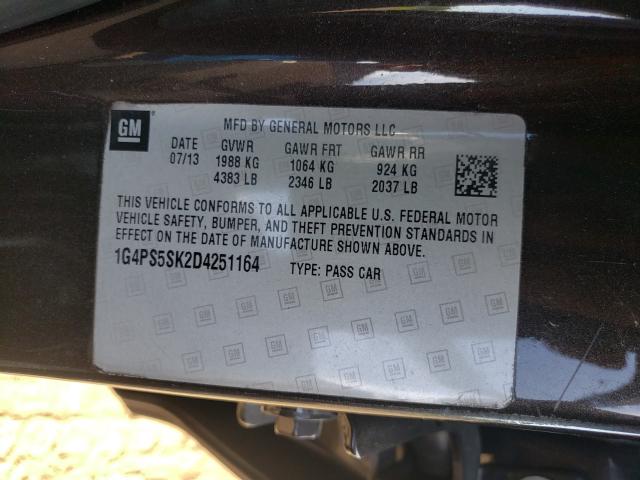 GM
MFD BY GENERAL MOTORS LLC
DATE GVWR GAWR FRT GAWR RR
07/13 1988 KG 1064 KG 924 KG
4383 LB 2346 LB 2037 LB
THIS VEHICLE CONFORMS TO ALL APPLICABLE U.S. FEDERAL MOTOR
VEHICLE SAFETY, BUMPER, AND THEFT PREVENTION STANDARDS IN
EFFECT ON THE DATE OF MANUFACTURE SHOWN ABOVE.
1G4PS5SK2D4251164 TYPE: PASS CAR